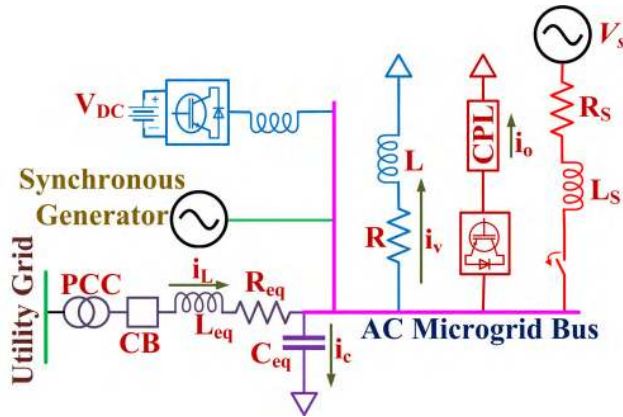 V_s
V_DC
R_S
CPL
i_o
L
L_S
Synchronous
Generator
R
i_v
Utility Grid
PCC
i_L
R_eq
CB
L_eq
AC Microgrid Bus
C_eq
i_c